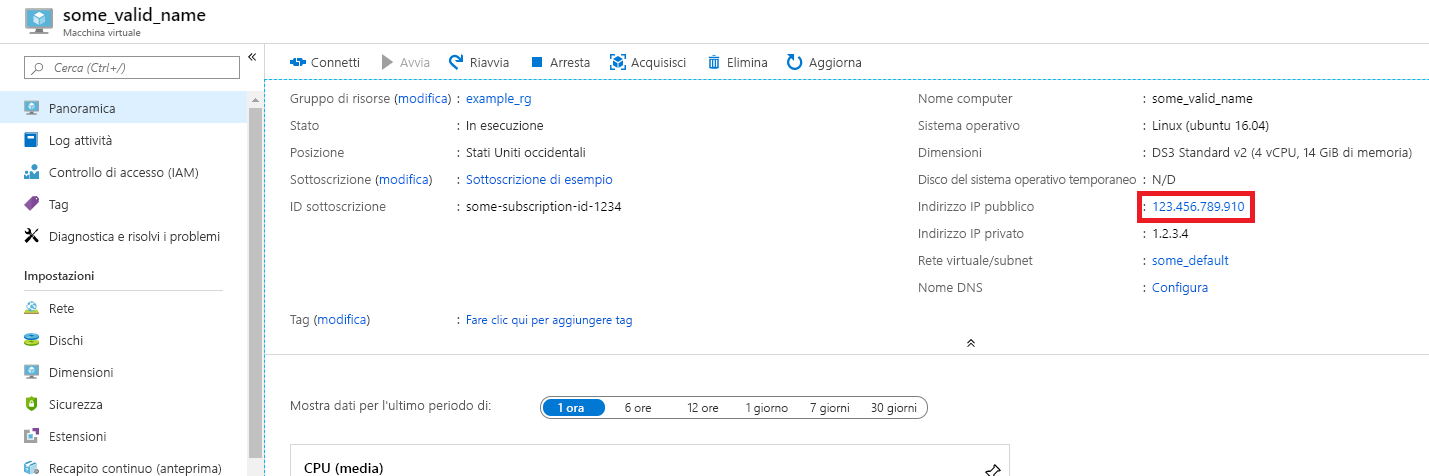 some_valid_name
Macchina virtuale
Cerca (Ctrl+/)
Panoramica
Log attività
Controllo di accesso (IAM)
Tag
Diagnostica e risolvi i problemi
Impostazioni
Rete
Dischi
Dimensioni
Sicurezza
Estensioni
Recapito continuo (anteprima)
Connetti Avvia Riavvia Arresta Acquisisci Elimina Aggiorna
Gruppo di risorse (modifica) : example_rg
Stato : In esecuzione
Posizione : Stati Uniti occidentali
Sottoscrizione (modifica) : Sottoscrizione di esempio
ID sottoscrizione : some-subscription-id-1234
Nome computer : some_valid_name
Sistema operativo : Linux (ubuntu 16.04)
Dimensioni : DS3 Standard v2 (4 vCPU, 14 GiB di memoria)
Disco del sistema operativo temporaneo : N/D
Indirizzo IP pubblico : 123.456.789.910
Indirizzo IP privato : 1.2.3.4
Rete virtuale/subnet : some_default
Nome DNS : Configura
Tag (modifica) : Fare clic qui per aggiungere tag
Mostra dati per l'ultimo periodo di: 1 ora 6 ore 12 ore 1 giorno 7 giorni 30 giorni
CPU (media)